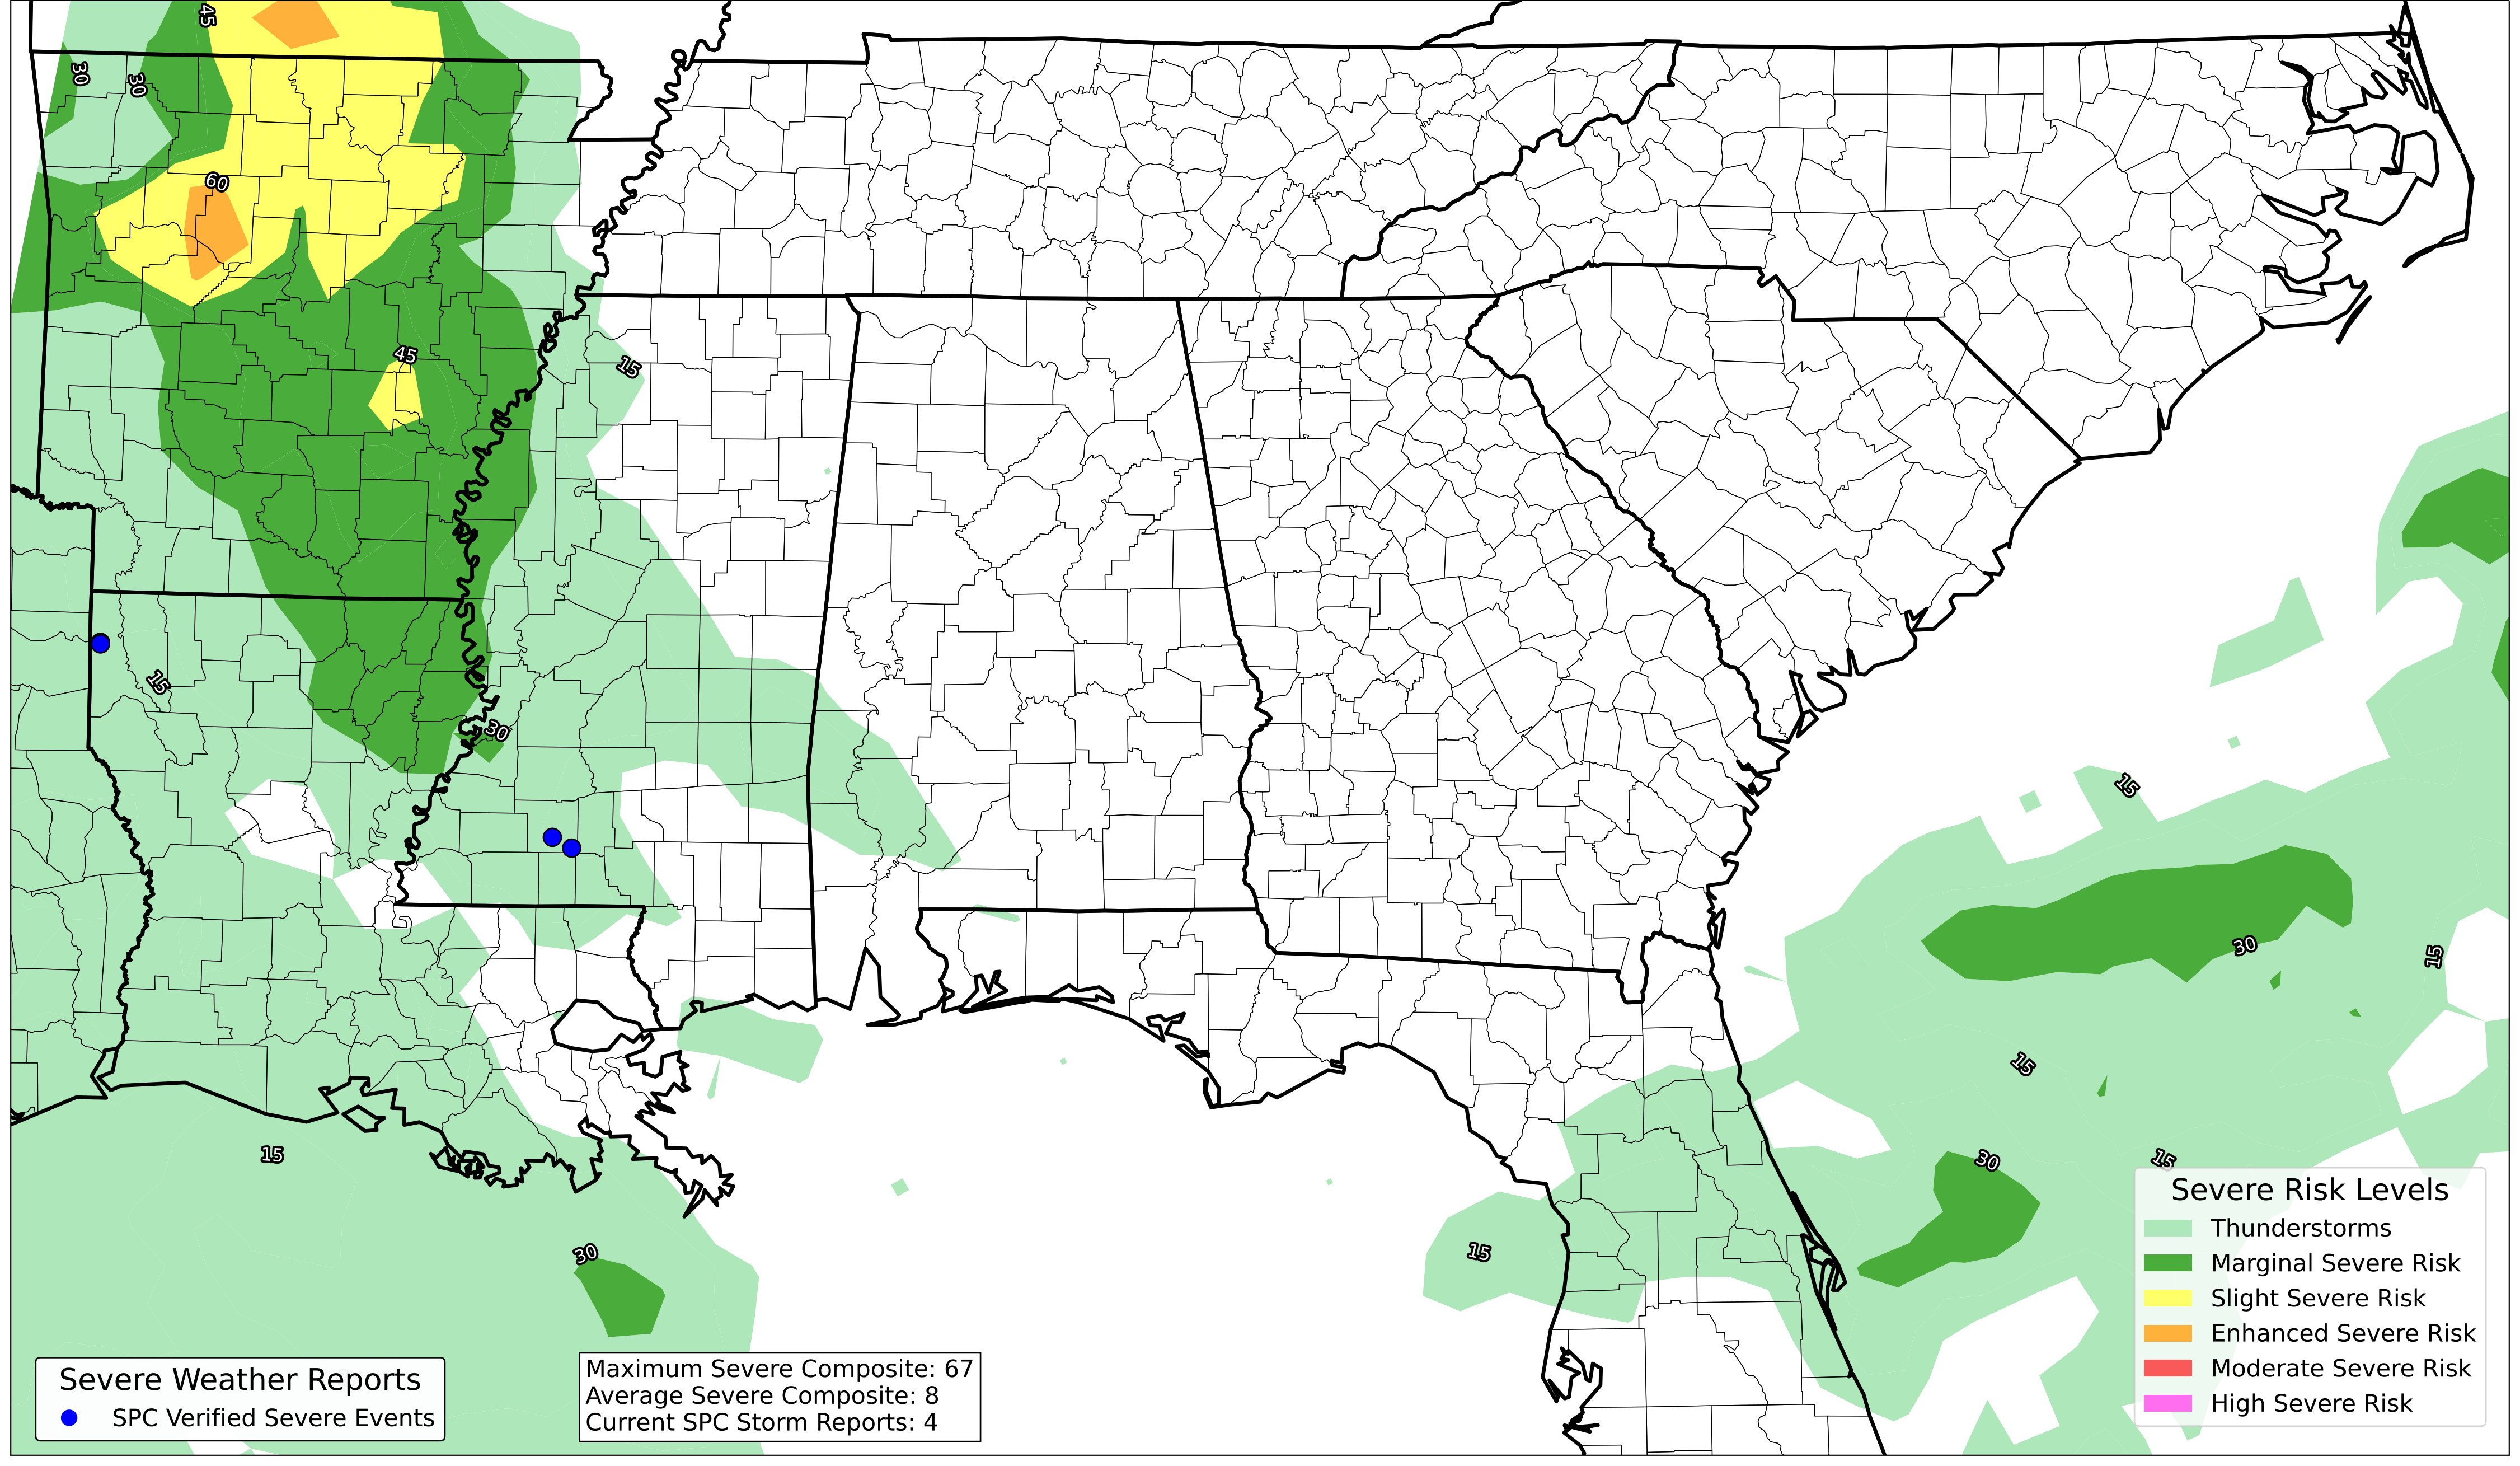 45
30
30
60
45
15
15
30
15
30
15
15
30
15
15
30
15
30
Severe Risk Levels
Thunderstorms
Marginal Severe Risk
Slight Severe Risk
Enhanced Severe Risk
Moderate Severe Risk
High Severe Risk
Severe Weather Reports
SPC Verified Severe Events
Maximum Severe Composite: 67
Average Severe Composite: 8
Current SPC Storm Reports: 4